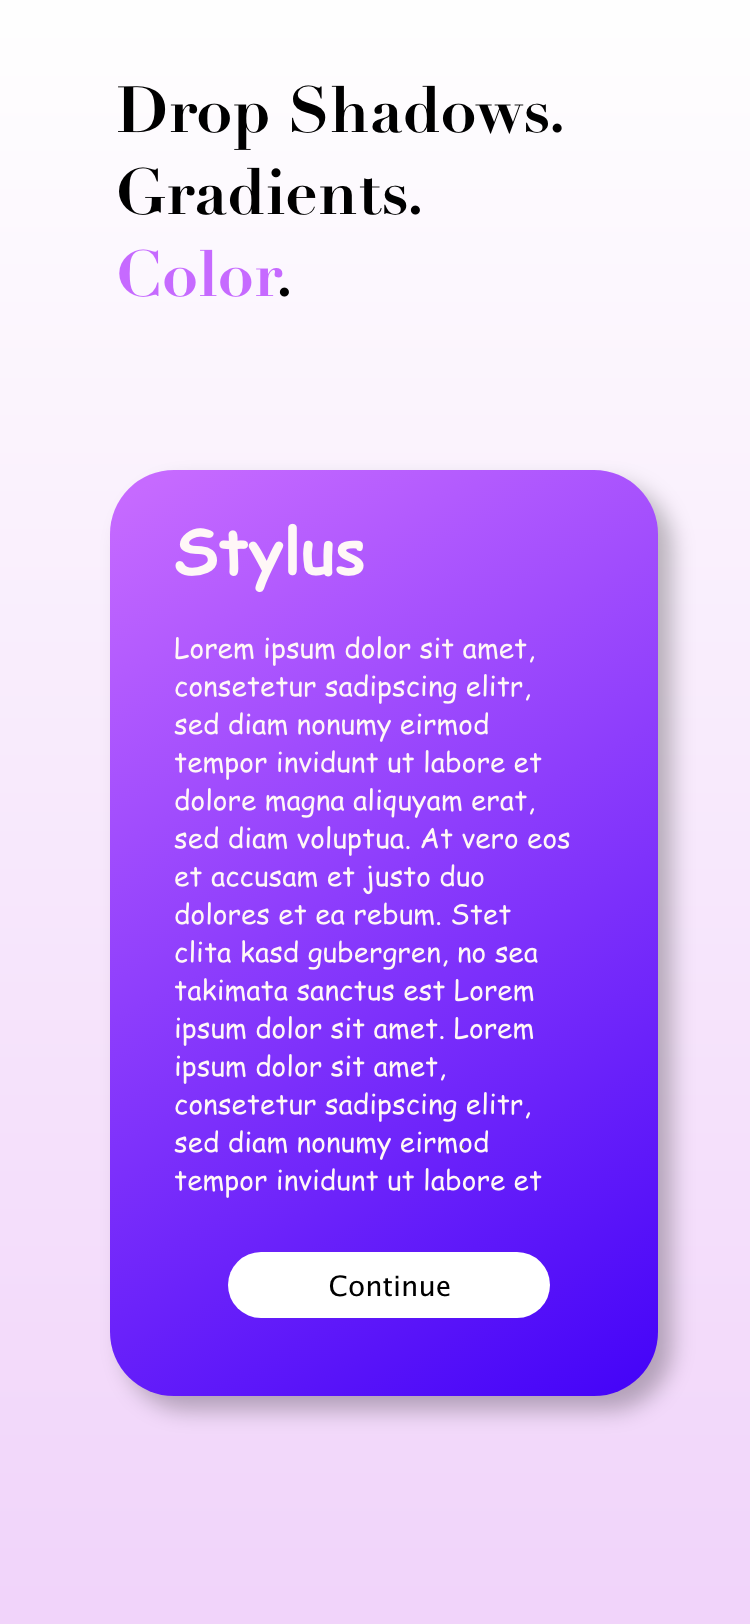 Drop Shadows.
Gradients.
Color.
Stylus
Lorem ipsum dolor sit amet,
consetetur sadipscing elitr,
sed diam nonumy eirmod
tempor invidunt ut labore et
dolore magna aliquyam erat,
sed diam voluptua. At vero eos
et accusam et justo duo
dolores et ea rebum. Stet
clita kasd gubergren, no sea
takimata sanctus est Lorem
ipsum dolor sit amet. Lorem
ipsum dolor sit amet,
consetetur sadipscing elitr,
sed diam nonumy eirmod
tempor invidunt ut labore et
Continue